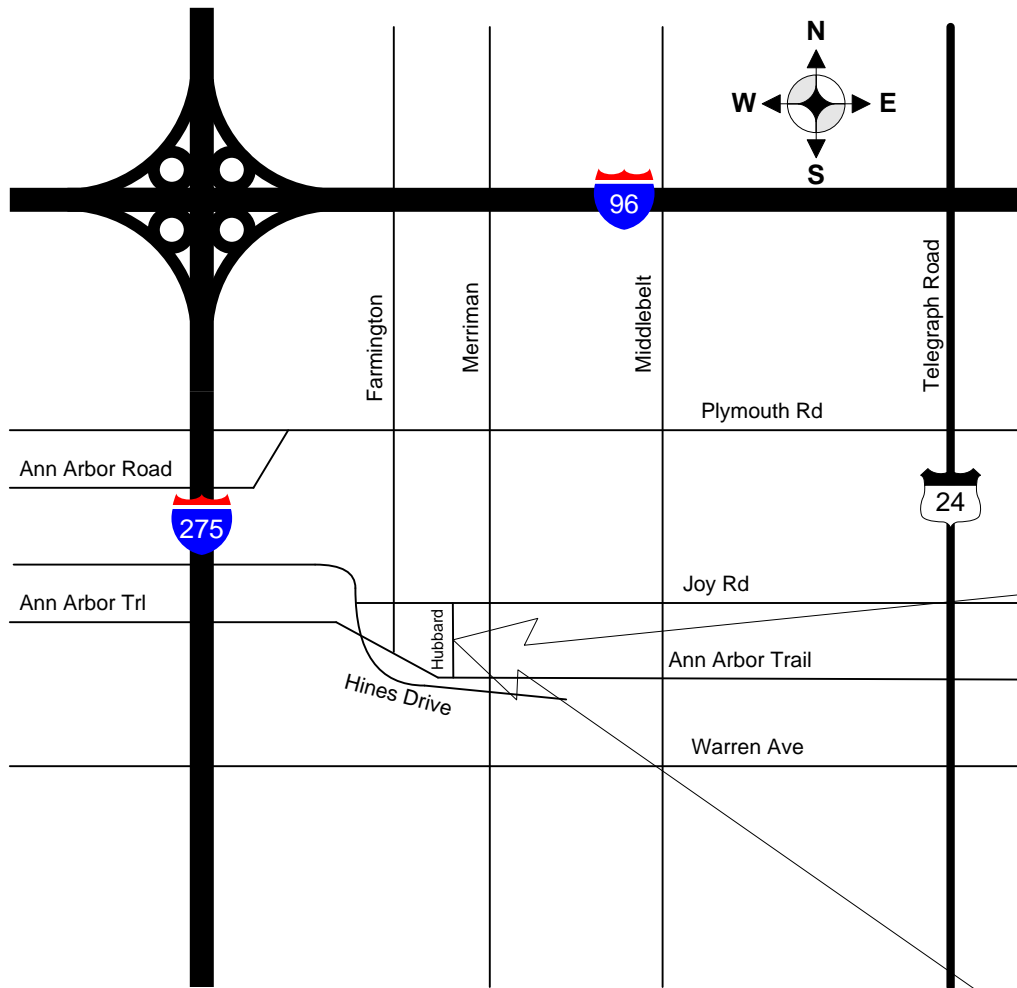 N
W
E
S
96
Farmington
Merriman
Middlebelt
Telegraph Road
Plymouth Rd
Ann Arbor Road
24
275
Joy Rd
Ann Arbor Trl
Hubbard
Ann Arbor Trail
Hines Drive
Warren Ave